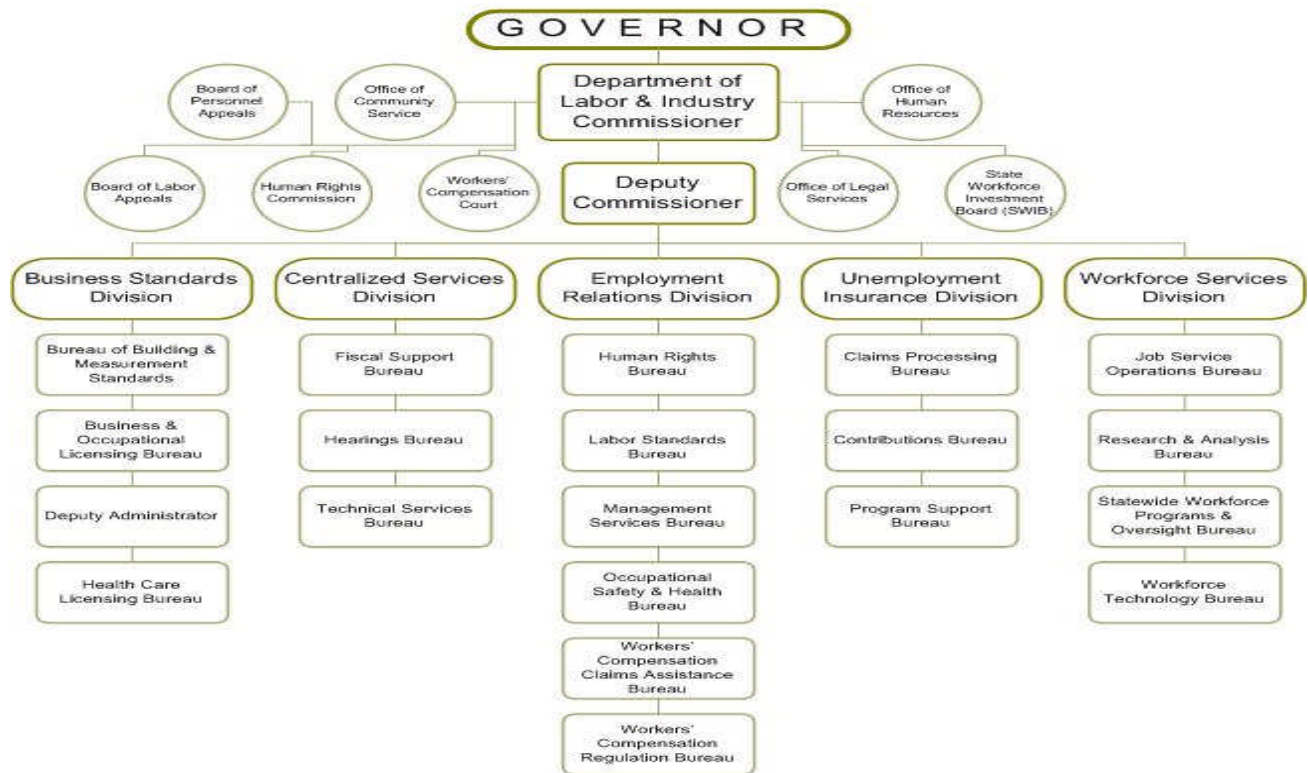 GOVERNOR
Department of
Labor & Industry
Commissioner
Board of
Personnel
Appeals
Office of
Community
Service
Office of
Human
Resources
Board of Labor
Appeals
Human Rights
Commission
Workers'
Compensation
Court
Deputy
Commissioner
Office of Legal
Services
State
Workforce
Investment
Board (SWIB)
Business Standards
Division
Centralized Services
Division
Employment
Relations Division
Unemployment
Insurance Division
Workforce Services
Division
Bureau of Building &
Measurement
Standards
Business &
Occupational
Licensing Bureau
Deputy Administrator
Health Care
Licensing Bureau
Fiscal Support
Bureau
Hearings Bureau
Technical Services
Bureau
Human Rights
Bureau
Labor Standards
Bureau
Management
Services Bureau
Occupational
Safety & Health
Bureau
Workers'
Compensation
Claims Assistance
Bureau
Workers'
Compensation
Regulation Bureau
Claims Processing
Bureau
Contributions Bureau
Program Support
Bureau
Job Service
Operations Bureau
Research & Analysis
Bureau
Statewide Workforce
Programs &
Oversight Bureau
Workforce
Technology Bureau